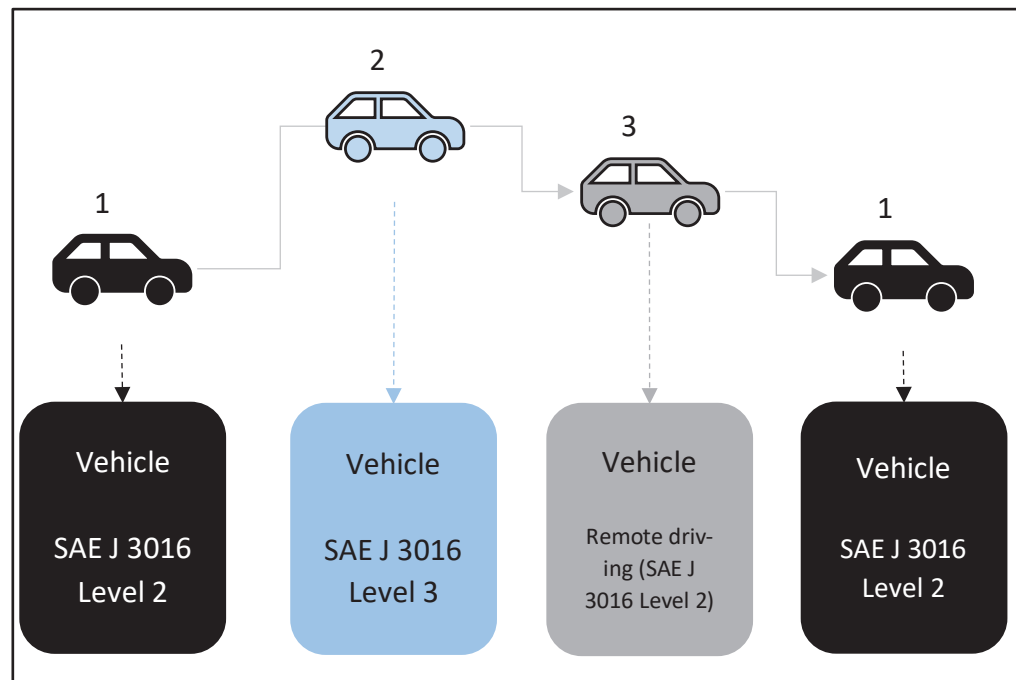 2
3
1
1
Vehicle
SAE J 3016
Level 2
Vehicle
SAE J 3016
Level 3
Vehicle
Remote driv-
ing (SAE J
3016 Level 2)
Vehicle
SAE J 3016
Level 2